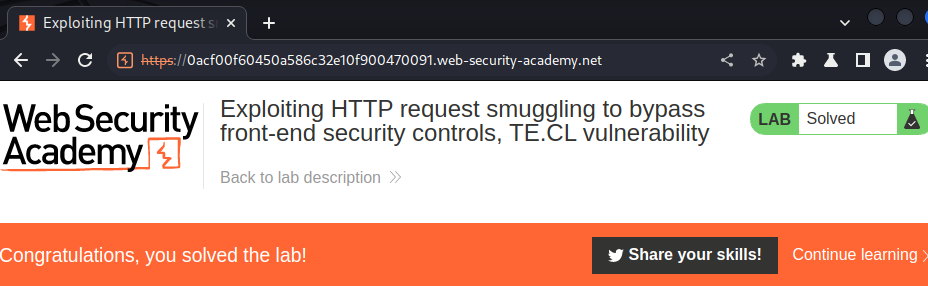 Exploiting HTTP request s
https://0acf00f60450a586c32e10f900470091.web-security-academy.net
WebSecurity
Academy
Exploiting HTTP request smuggling to bypass
front-end security controls, TE.CL vulnerability
LAB Solved
Back to lab description
Congratulations, you solved the lab!
Share your skills!
Continue learning